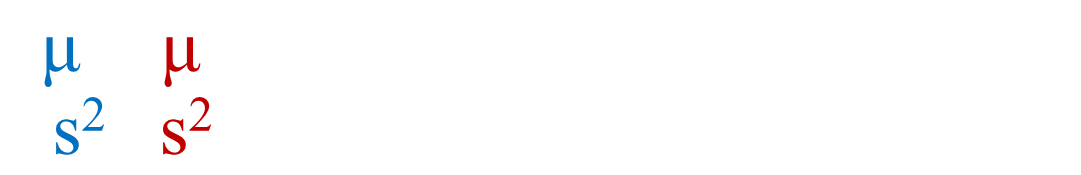 μ μ
s² s²